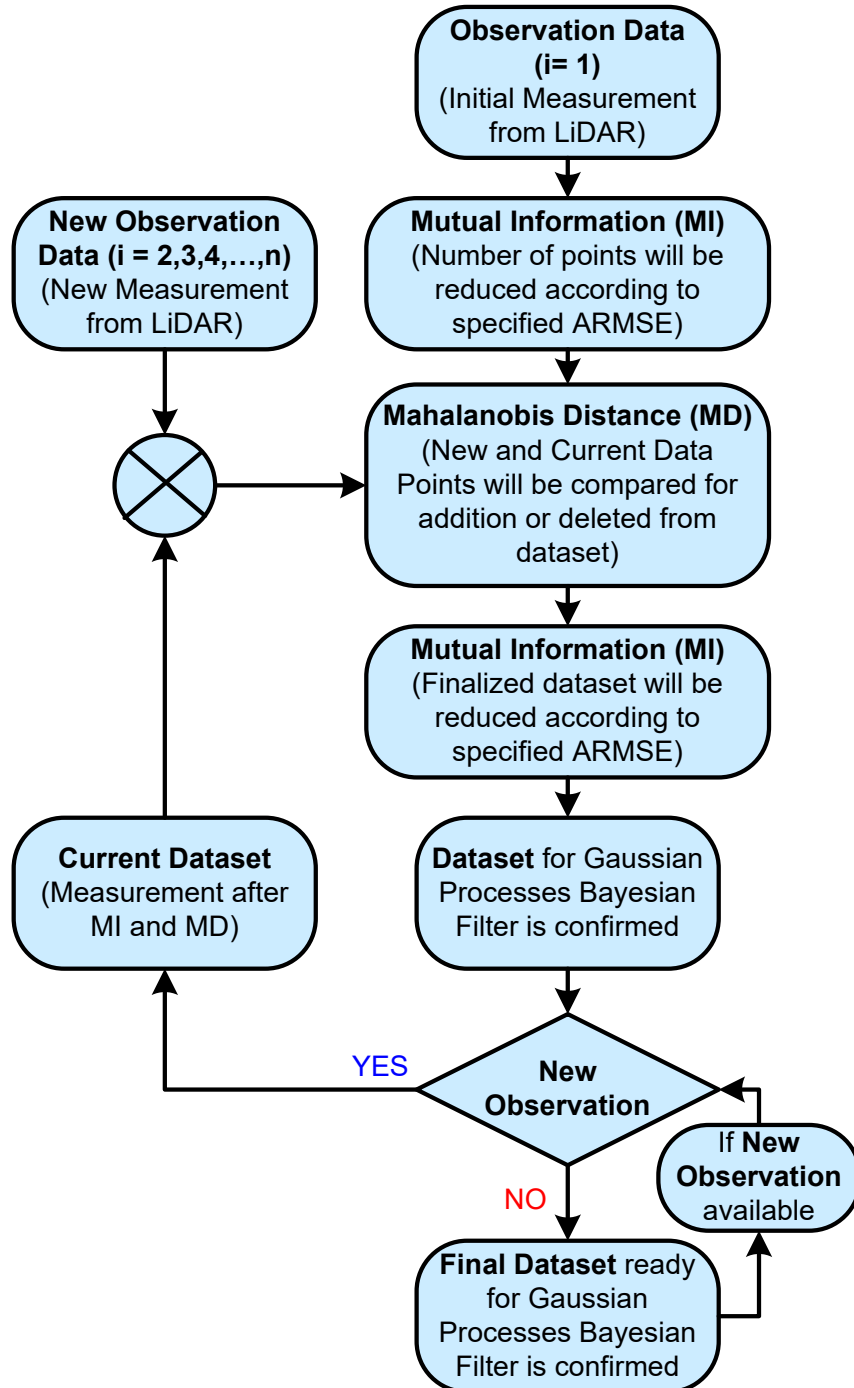 Observation Data
(i= 1)
(Initial Measurement
from LiDAR)
New Observation
Data (i = 2,3,4,…,n)
(New Measurement
from LiDAR)
Mutual Information (MI)
(Number of points will be
reduced according to
specified ARMSE)
Mahalanobis Distance (MD)
(New and Current Data
Points will be compared for
addition or deleted from
dataset)
Mutual Information (MI)
(Finalized dataset will be
reduced according to
specified ARMSE)
Current Dataset
(Measurement after
MI and MD)
Dataset for Gaussian
Processes Bayesian
Filter is confirmed
YES
New
Observation
NO
If New
Observation
available
Final Dataset ready
for Gaussian
Processes Bayesian
Filter is confirmed